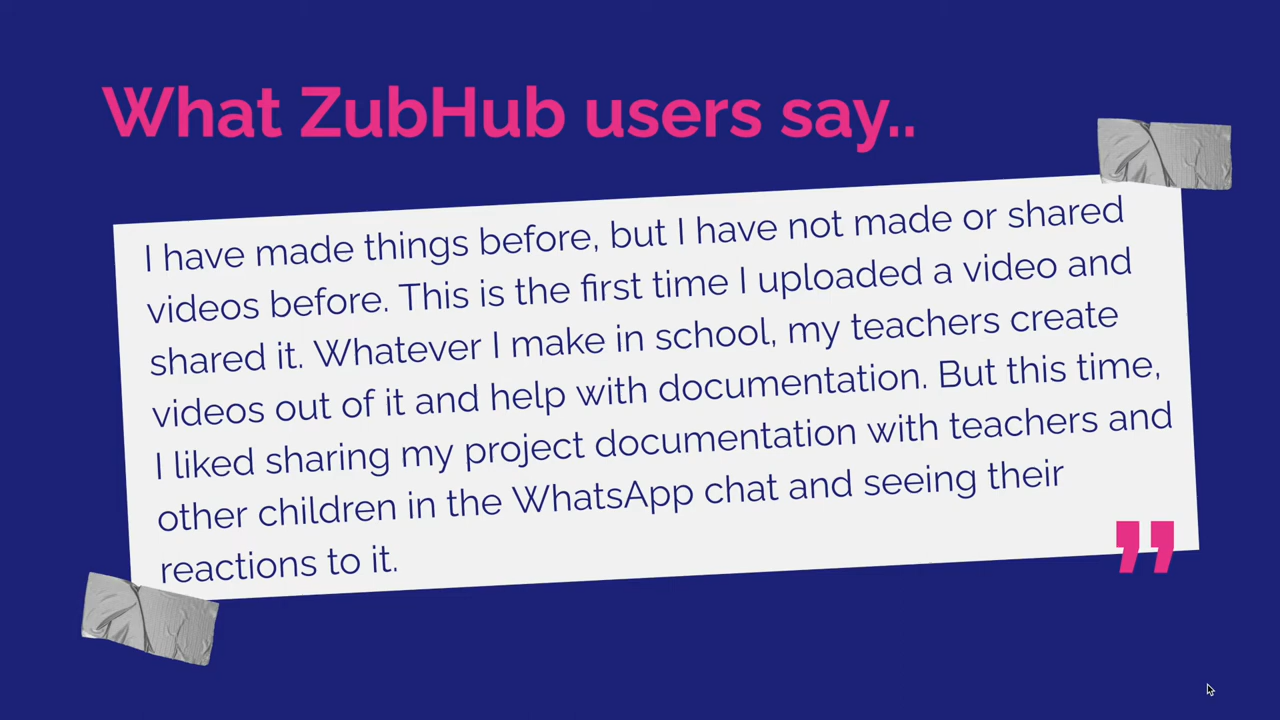 What ZubHub users say..
I have made things before, but I have not made or shared
videos before. This is the first time I uploaded a video and
shared it. Whatever I make in school, my teachers create
videos out of it and help with documentation. But this time,
I liked sharing my project documentation with teachers and
other children in the WhatsApp chat and seeing their
reactions to it.
”